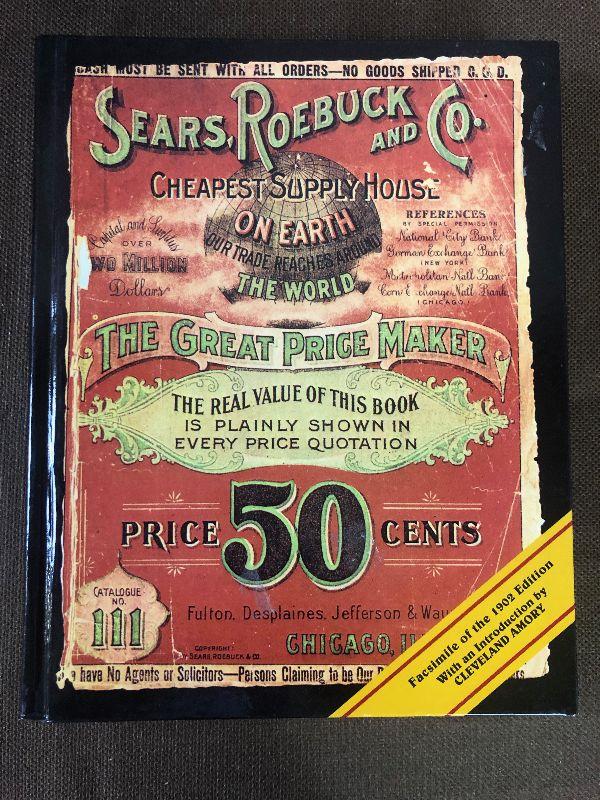 CASH MUST BE SENT WITH ALL ORDERS—NO GOODS SHIPPED C.O.D.
SEARS, ROEBUCK AND CO.
CHEAPEST SUPPLY HOUSE
ON EARTH
OUR TRADE REACHES AROUND
THE WORLD
Capital and Surplus
OVER
TWO MILLION
Dollars
REFERENCES
BY SPECIAL PERMISSION
National City Bank
German Exchange Bank
(NEW YORK)
Metropolitan Natl Bank
Corn Exchange Natl Bank
(CHICAGO)
THE GREAT PRICE MAKER
THE REAL VALUE OF THIS BOOK
IS PLAINLY SHOWN IN
EVERY PRICE QUOTATION
PRICE 50 CENTS
CATALOGUE
NO.
111
Fulton, Desplaines, Jefferson &
COPYRIGHT
SEARS, ROEBUCK & CO.
CHICAGO,
have No Agents or Solicitors—Persons Claiming to be Our
Facsimile of the 1902 Edition
With an Introduction by
CLEVELAND AMORY